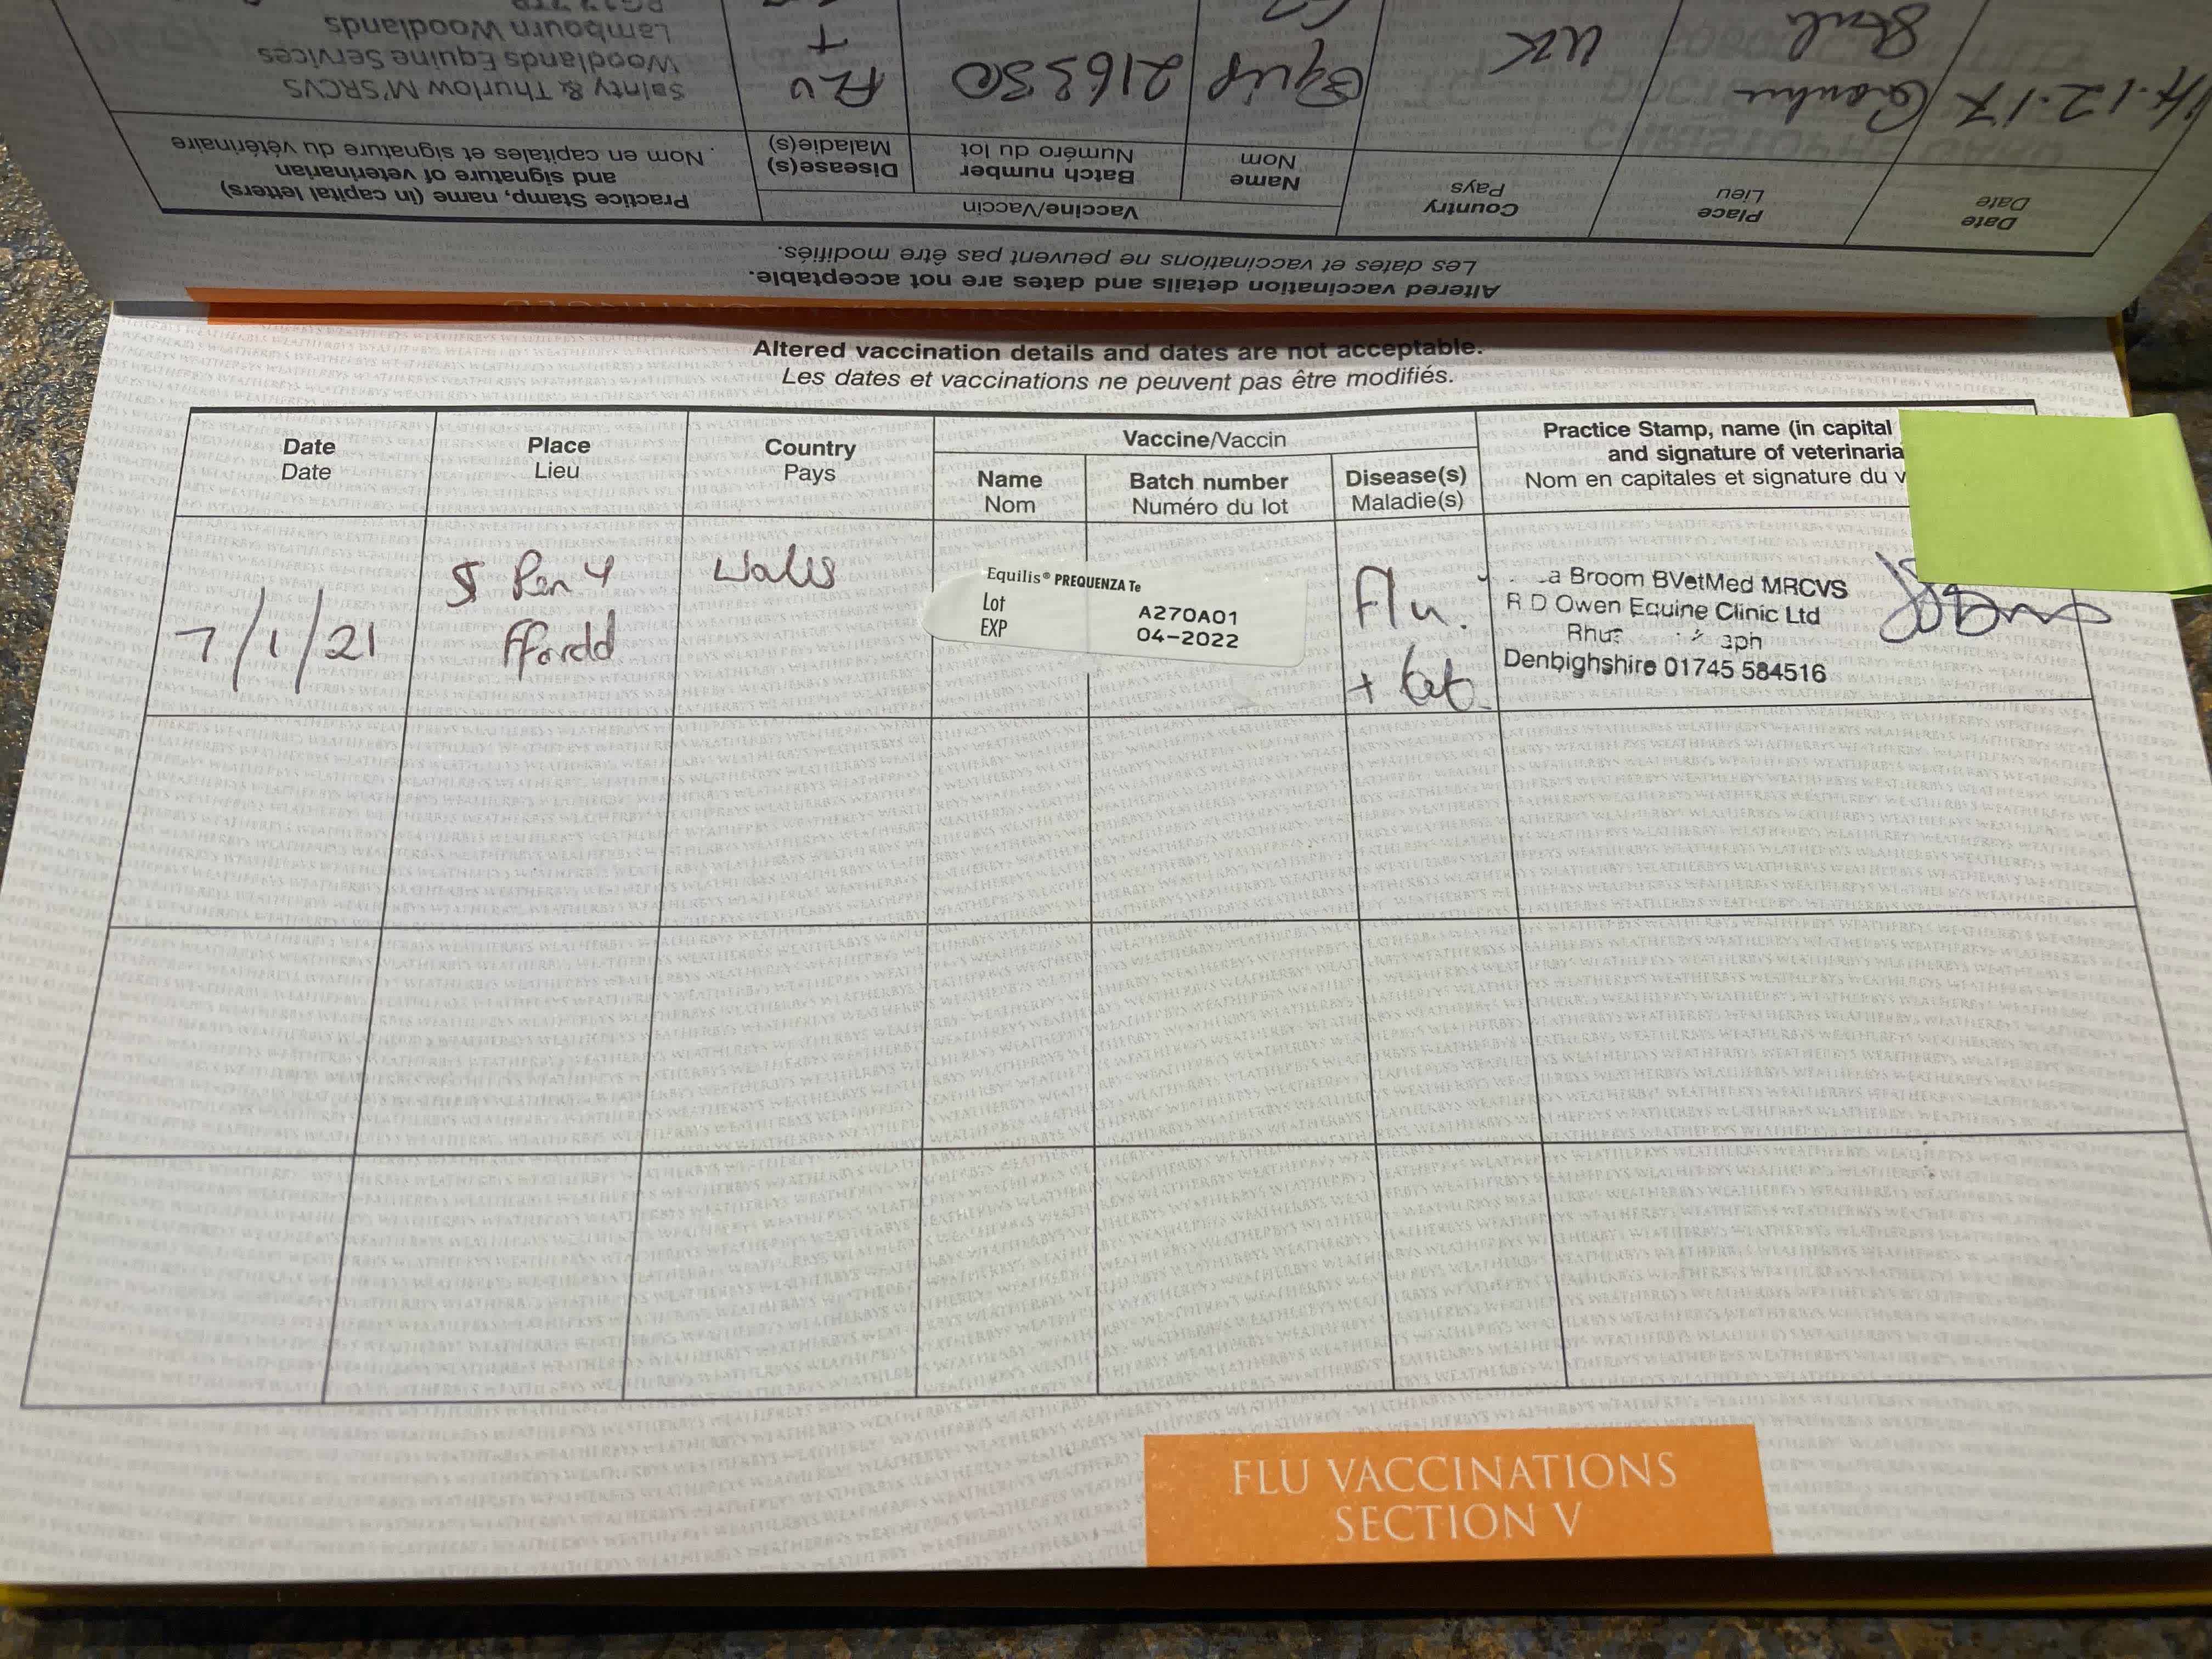 Sainty & Thurlow M'SRCVS
Woodlands Equine Services
Lambourn Woodlands
FLU
+
216330
Equip
UK
14.12.17
Practice Stamp, name (in capital letters)
and signature of veterinarian
Nom en capitales et signature du vétérinaire
Vaccine/Vaccin
Disease(s)
Maladie(s)
Batch number
Numéro du lot
Name
Nom
Country
Pays
Place
Lieu
Date
Date
Altered vaccination details and dates are not acceptable.
Les dates et vaccinations ne peuvent pas être modifiés.
Altered vaccination details and dates are not acceptable.
Les dates et vaccinations ne peuvent pas être modifiés.
Date
Date
Place
Lieu
Country
Pays
Vaccine/Vaccin
Name
Nom
Batch number
Numéro du lot
Disease(s)
Maladie(s)
Practice Stamp, name (in capital
and signature of
Nom en capitales et signature du
7/1/21
Pen y
Ffordd
Wales
Equilis® PREQUENZA Te
Lot A270A01
EXP 04-2022
Flu.
+ tet.
Broom BVetMed MRCVS
R D Owen Equine Clinic Ltd
Denbighshire 01745 584516
FLU VACCINATIONS
SECTION V